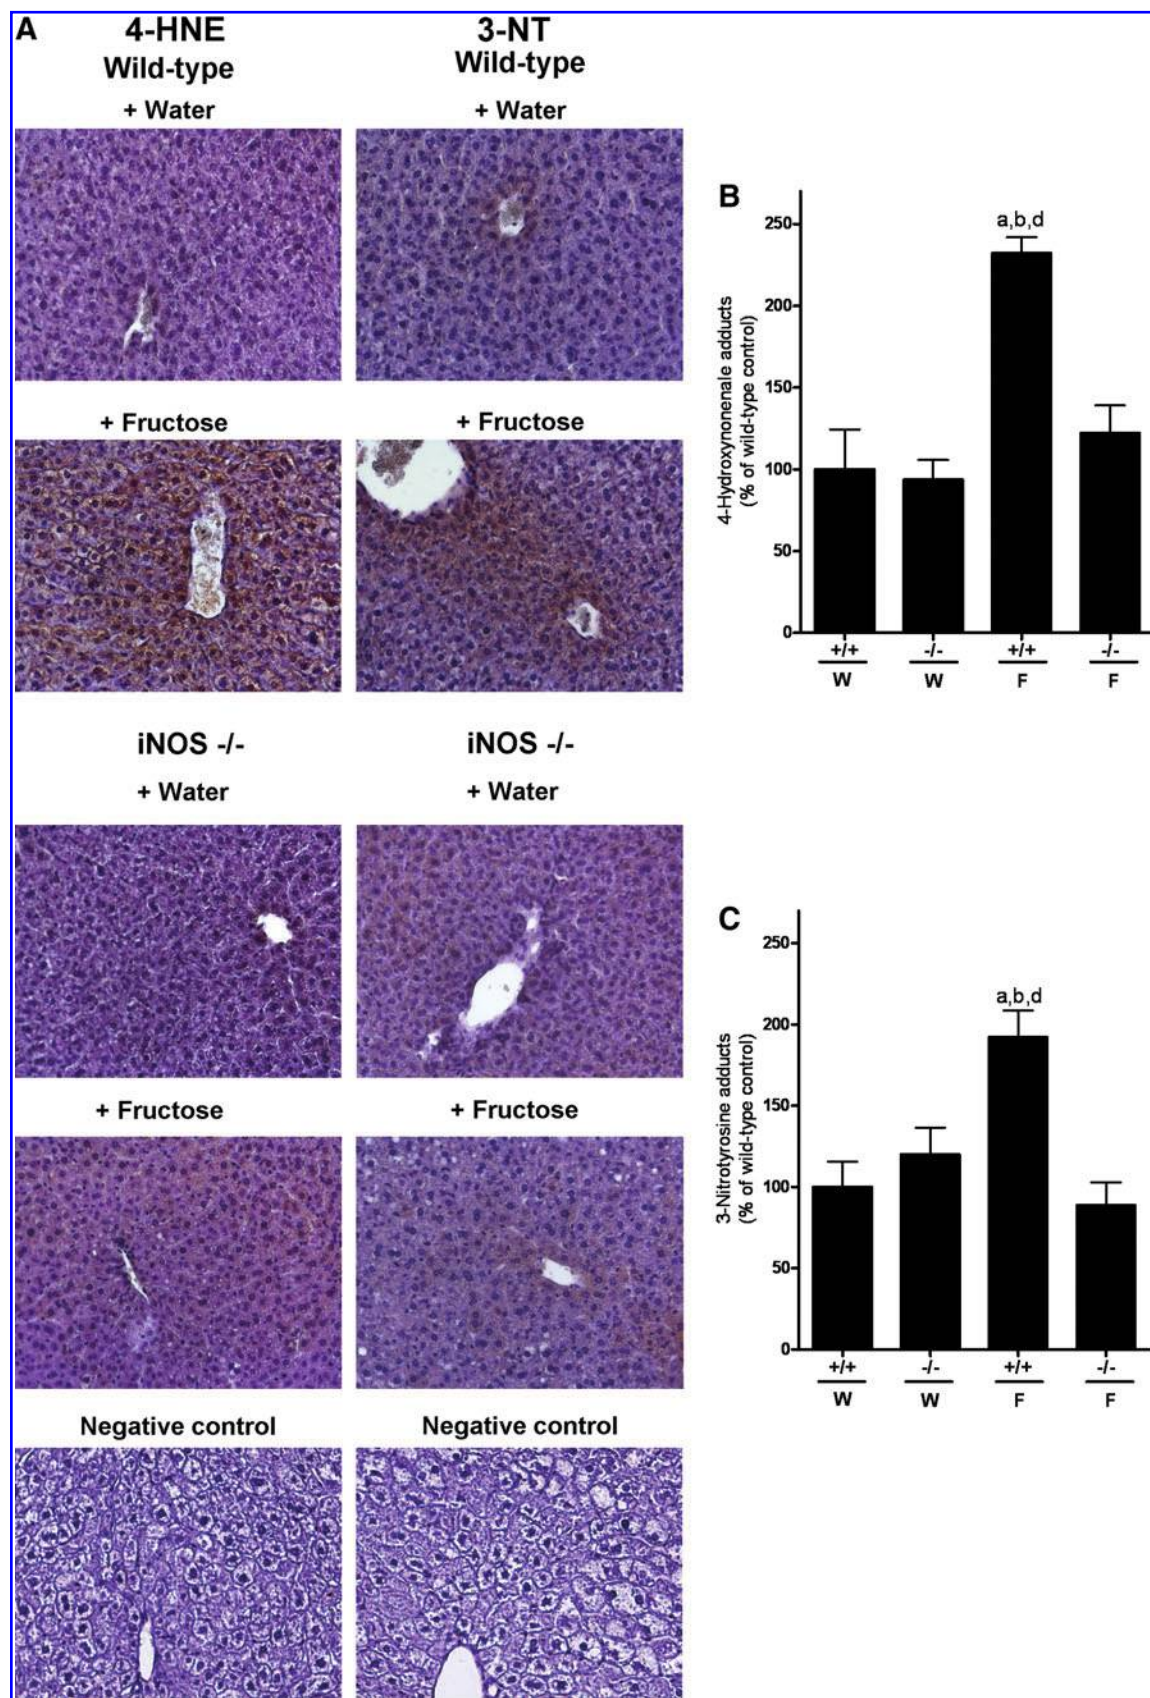 A
4-HNE
Wild-type
+ Water
3-NT
Wild-type
+ Water
+ Fructose
+ Fructose
iNOS -/-
+ Water
iNOS -/-
+ Water
+ Fructose
+ Fructose
Negative control
Negative control
B
4-Hydroxynonenale adducts
(% of wild-type control)
250
200
150
100
50
0
a,b,d
+/+ -/- +/+ -/-
W W F F
C
3-Nitrotyrosine adducts
(% of wild-type control)
250
200
150
100
50
0
a,b,d
+/+ -/- +/+ -/-
W W F F